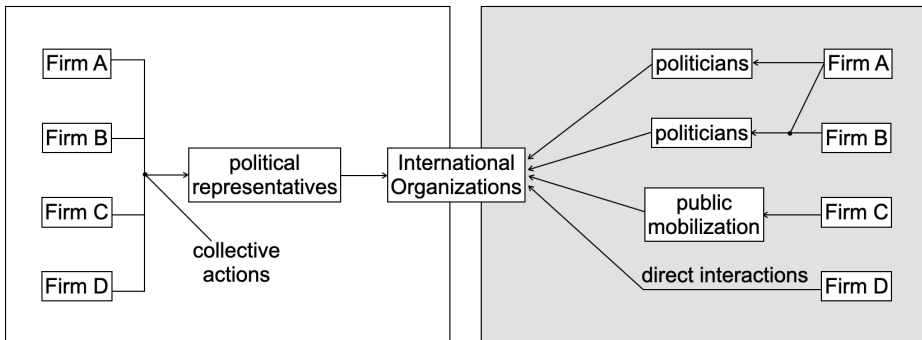 Firm A
Firm B
Firm C
Firm D
collective
actions
political
representatives
International
Organizations
politicians
politicians
public
mobilization
direct interactions
Firm A
Firm B
Firm C
Firm D